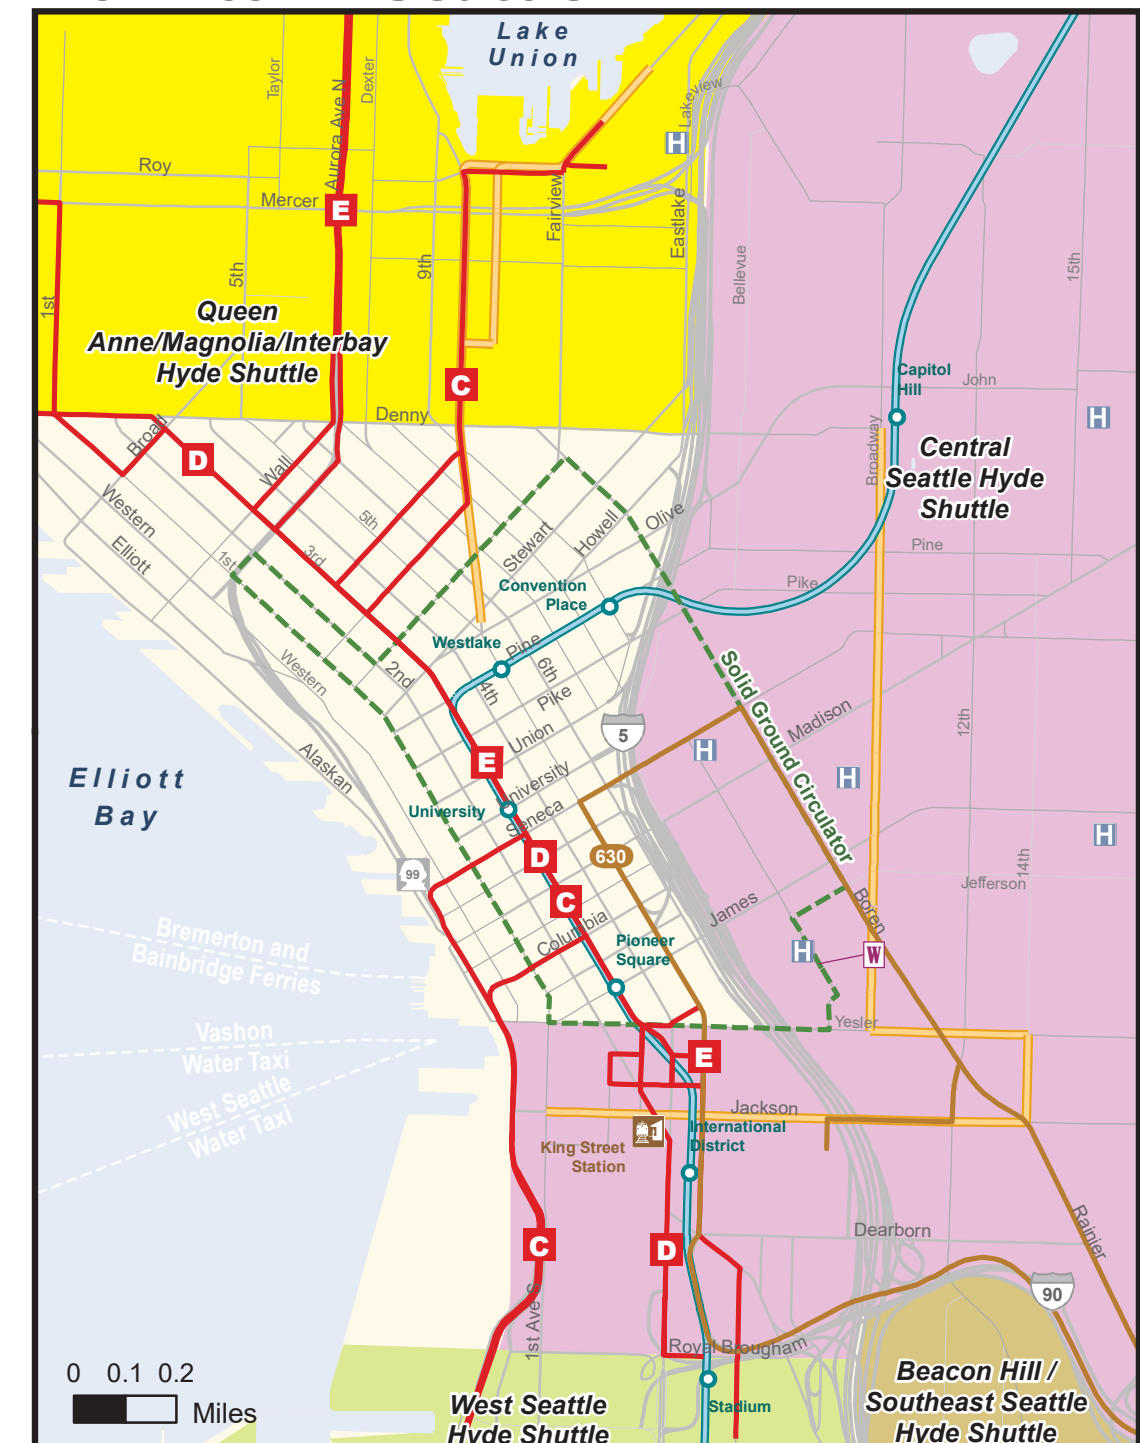 Lake
Union
Taylor
Aurora Ave N
Dexter
Lakeview
H
Roy
Mercer
E
Fairview
Eastlake
5th
9th
Bellevue
15th
1st
Queen
Anne/Magnolia/Interbay
Hyde Shuttle
C
Capitol
Hill
John
Denny
H
Broad
D
Wall
Broadway
Central
Seattle Hyde
Shuttle
Western
Elliott
5th
Stewart
Howell
Olive
1st
3rd
Pine
Convention
Place
Pike
Westlake
Pine
6th
2nd
4th
Pike
Western
Solid Ground Circulator
Madison
12th
Union
5
H
Elliott
Bay
Alaskan
E
University
H
University
Seneca
H
99
D
630
14th
Jefferson
C
James
Boren
Columbia
Pioneer
Square
H
W
Bremerton and
Bainbridge Ferries
Yesler
Vashon
Water Taxi
E
West Seattle
Water Taxi
Jackson
King Street
Station
International
District
C
D
Dearborn
Rainier
90
1st Ave S
Royal Brougham
0 0.1 0.2
Miles
West Seattle
Hyde Shuttle
Stadium
Beacon Hill /
Southeast Seattle
Hyde Shuttle